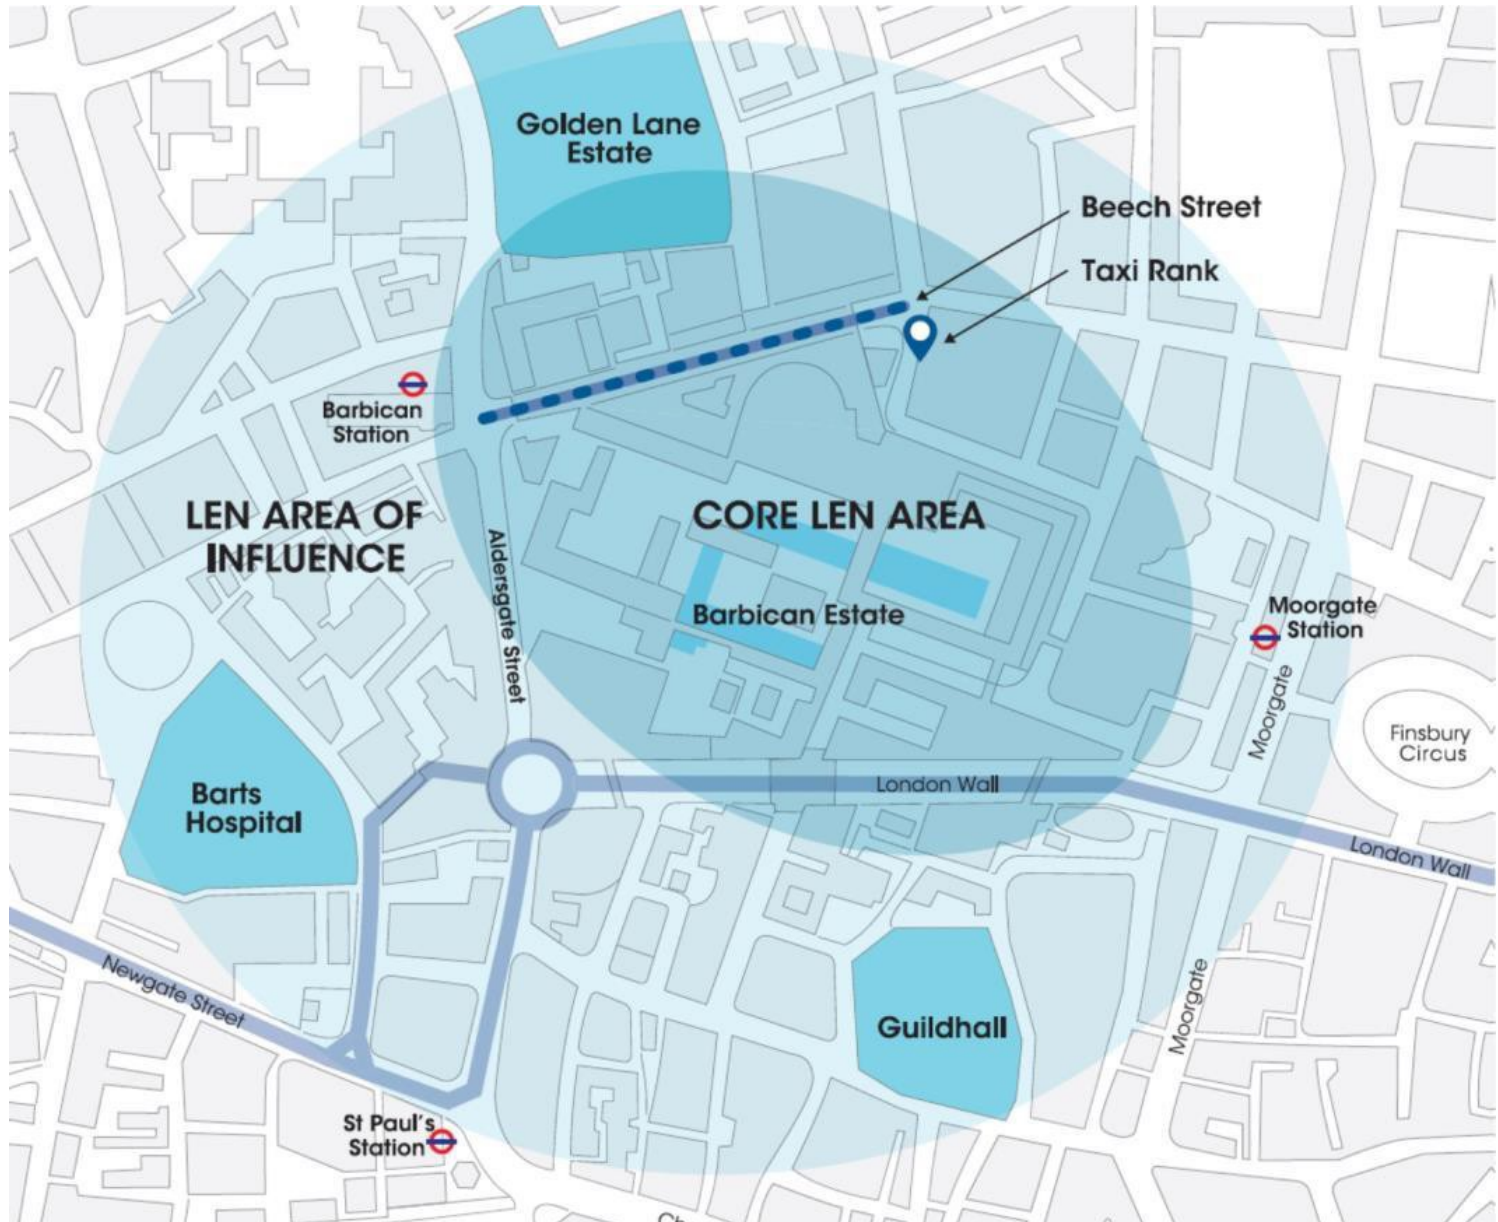 Golden Lane
Estate
Beech Street
Taxi Rank
Barbican
Station
LEN AREA OF
INFLUENCE
CORE LEN AREA
Aldersgate Street
Barbican Estate
Moorgate
Station
Moorgate
Finsbury
Circus
Barts
Hospital
London Wall
London Wall
Newgate Street
Guildhall
Moorgate
St Paul's
Station